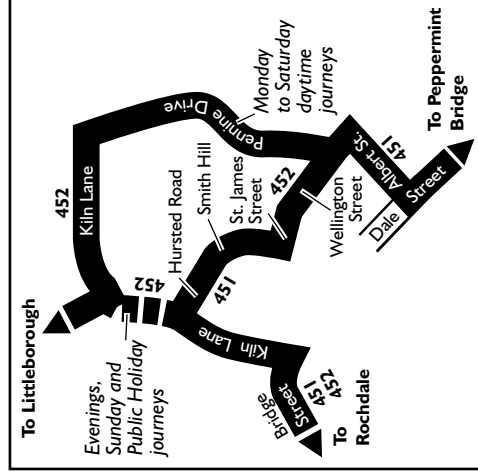 To Littleborough
452
Kiln Lane
Pennine Drive
Monday
to Saturday
daytime
journeys
Evenings,
Sunday and
Public Holiday
journeys
452
Hursted Road
Smith Hill
St. James
Street
451
452
Wellington
Street
Kiln Lane
Bridge
Street
451
452
To
Rochdale
Albert St.
451
Dale
Street
To Peppermint
Bridge